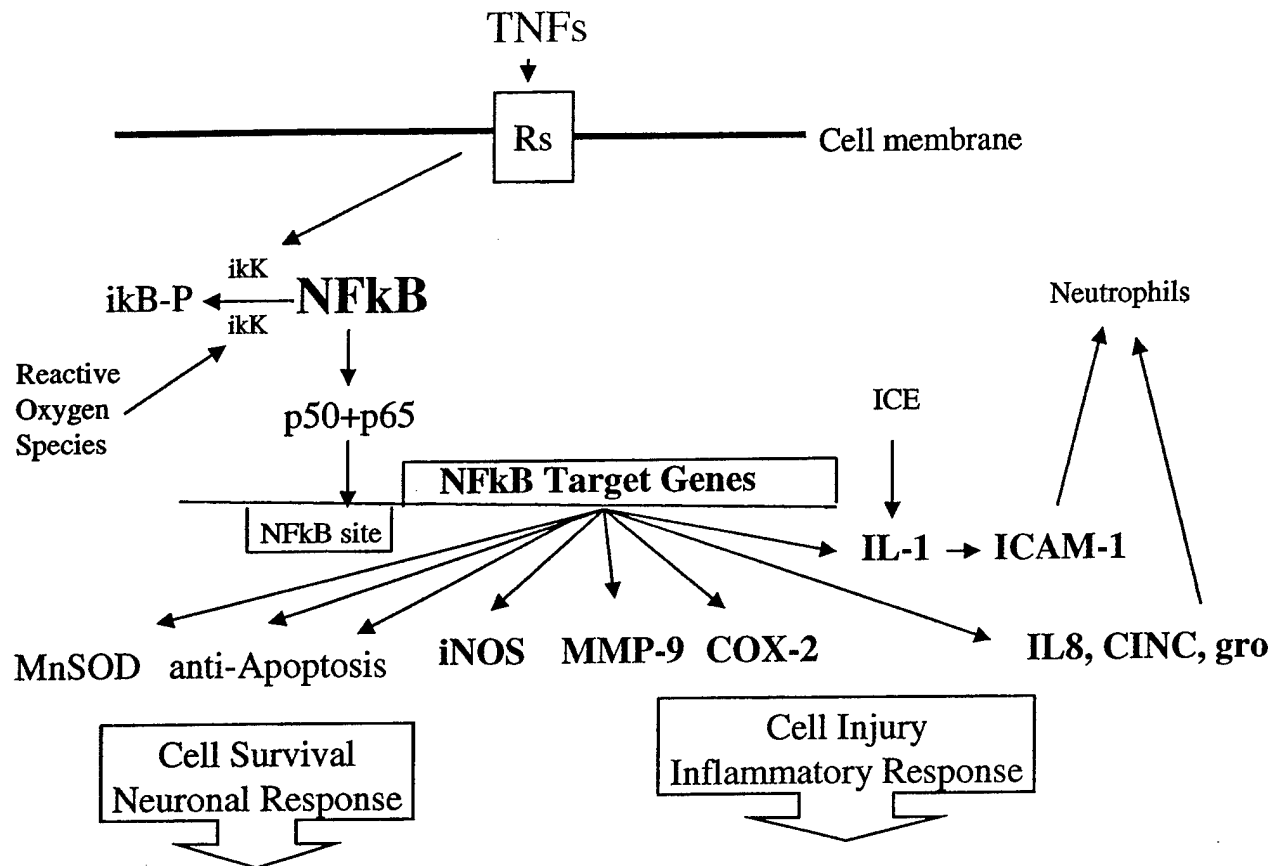 TNFs
Rs
Cell membrane
ikK
ikB-P
NFkB
ikK
Neutrophils
Reactive
Oxygen
Species
p50+p65
ICE
NFkB Target Genes
NFkB site
IL-1
ICAM-1
MnSOD
anti-Apoptosis
iNOS
MMP-9
COX-2
IL8, CINC, gro
Cell Survival
Neuronal Response
Cell Injury
Inflammatory Response